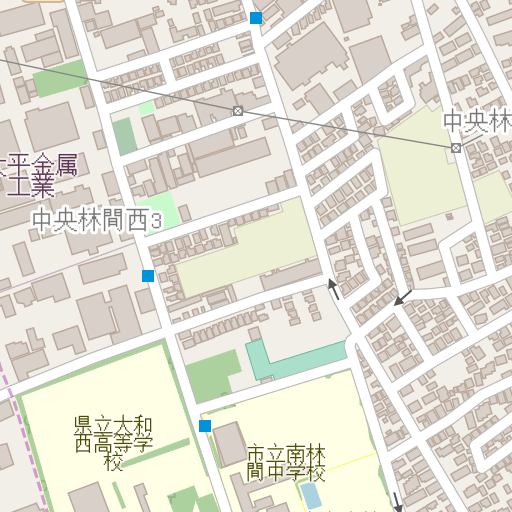 中央林
太平金属
工業
中央林間西3
県立大和
西高等学
校
市立南林
間中学校